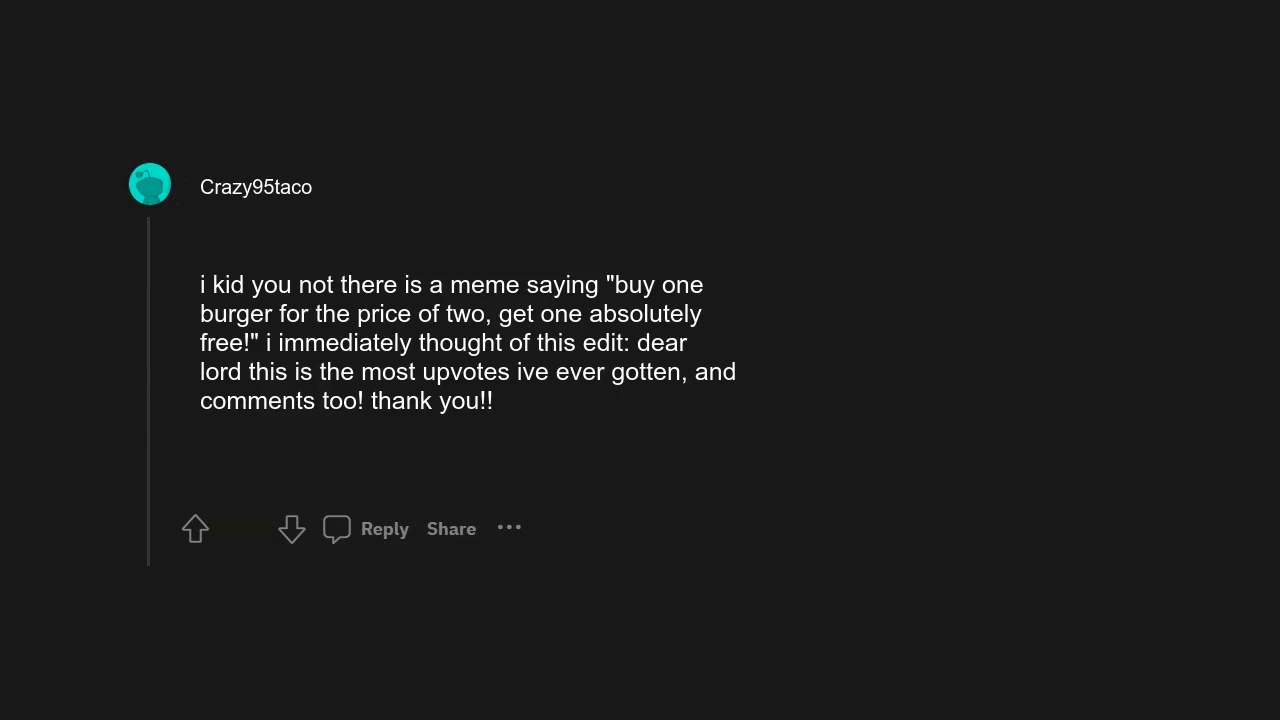 Crazy95taco
i kid you not there is a meme saying "buy one
burger for the price of two, get one absolutely
free!" i immediately thought of this edit: dear
lord this is the most upvotes ive ever gotten, and
comments too! thank you!!
Reply Share